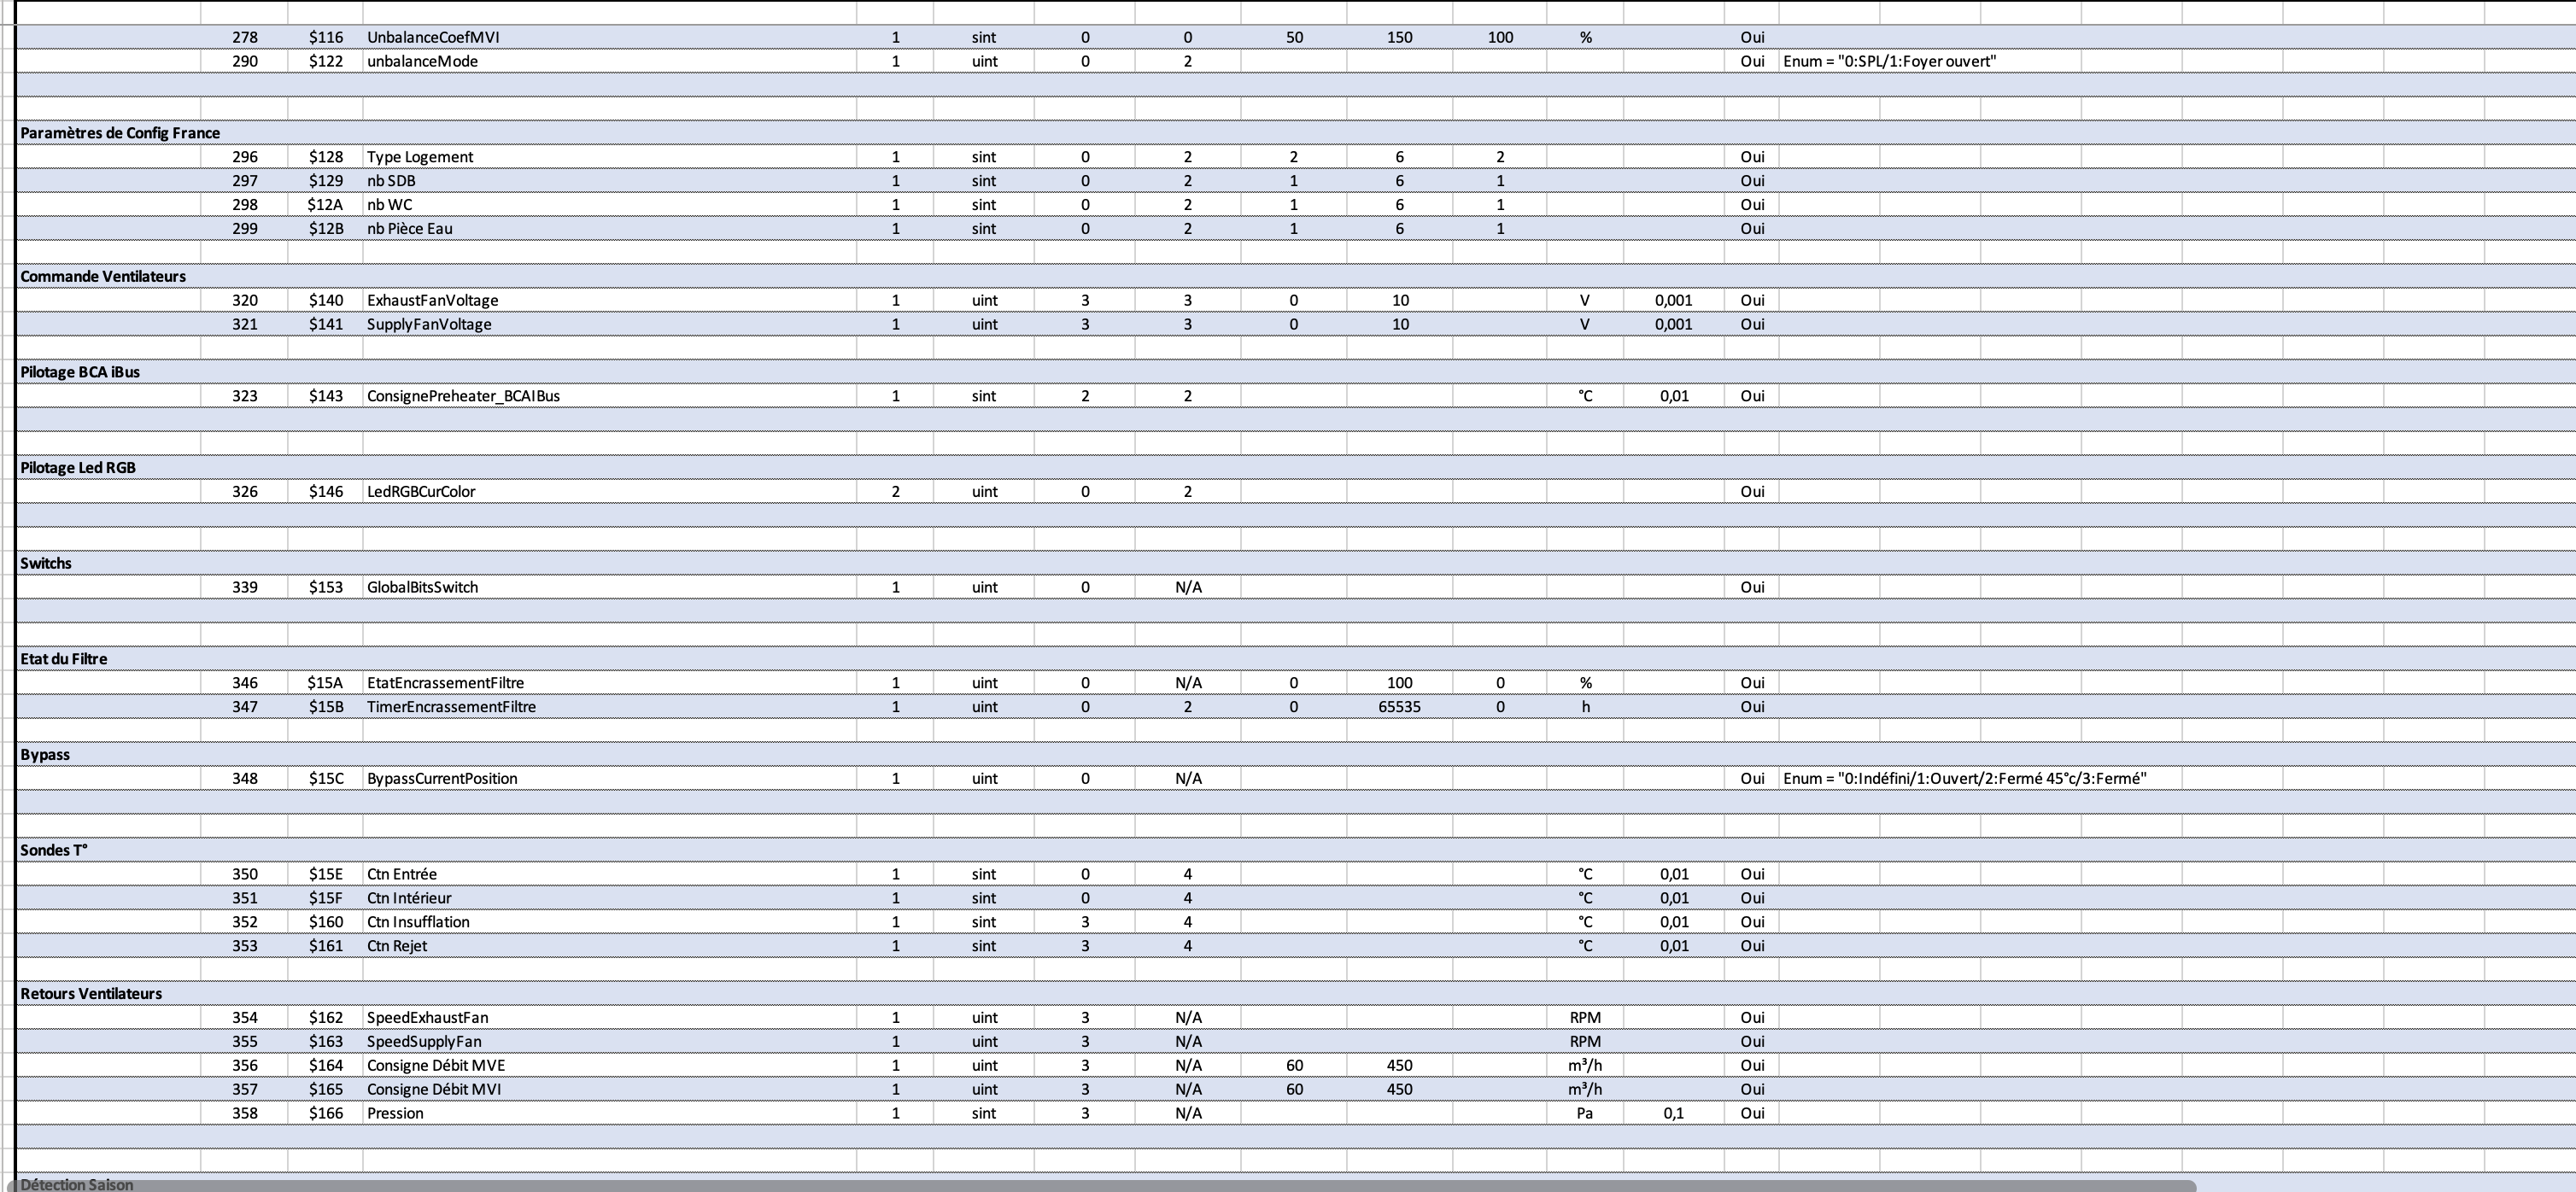 278 $116 UnbalanceCoefMVI 1 sint 0 0 50 150 100 % Oui
290 $122 unbalanceMode 1 uint 0 2 Oui Enum = "0:SPL/1:Foyer ouvert"
Paramètres de Config France
296 $128 Type Logement 1 sint 0 2 2 6 2 Oui
297 $129 nb SDB 1 sint 0 2 1 6 1 Oui
298 $12A nb WC 1 sint 0 2 1 6 1 Oui
299 $12B nb Pièce Eau 1 sint 0 2 1 6 1 Oui
Commande Ventilateurs
320 $140 ExhaustFanVoltage 1 uint 3 3 0 10 V 0,001 Oui
321 $141 SupplyFanVoltage 1 uint 3 3 0 10 V 0,001 Oui
Pilotage BCA iBus
323 $143 ConsignePreheater_BCAIBus 1 sint 2 2 °C 0,01 Oui
Pilotage Led RGB
326 $146 LedRGBCurColor 2 uint 0 2 Oui
Switchs
339 $153 GlobalBitsSwitch 1 uint 0 N/A Oui
Etat du Filtre
346 $15A EtatEncrassementFiltre 1 uint 0 N/A 0 100 0 % Oui
347 $15B TimerEncrassementFiltre 1 uint 0 2 0 65535 0 h Oui
Bypass
348 $15C BypassCurrentPosition 1 uint 0 N/A Oui Enum = "0:Indéfini/1:Ouvert/2:Fermé 45°c/3:Fermé"
Sondes T°
350 $15E Ctn Entrée 1 sint 0 4 °C 0,01 Oui
351 $15F Ctn Intérieur 1 sint 0 4 °C 0,01 Oui
352 $160 Ctn Insufflation 1 sint 3 4 °C 0,01 Oui
353 $161 Ctn Rejet 1 sint 3 4 °C 0,01 Oui
Retours Ventilateurs
354 $162 SpeedExhaustFan 1 uint 3 N/A RPM Oui
355 $163 SpeedSupplyFan 1 uint 3 N/A RPM Oui
356 $164 Consigne Débit MVE 1 uint 3 N/A 60 450 m³/h Oui
357 $165 Consigne Débit MVI 1 uint 3 N/A 60 450 m³/h Oui
358 $166 Pression 1 sint 3 N/A Pa 0,1 Oui
Détection Saison